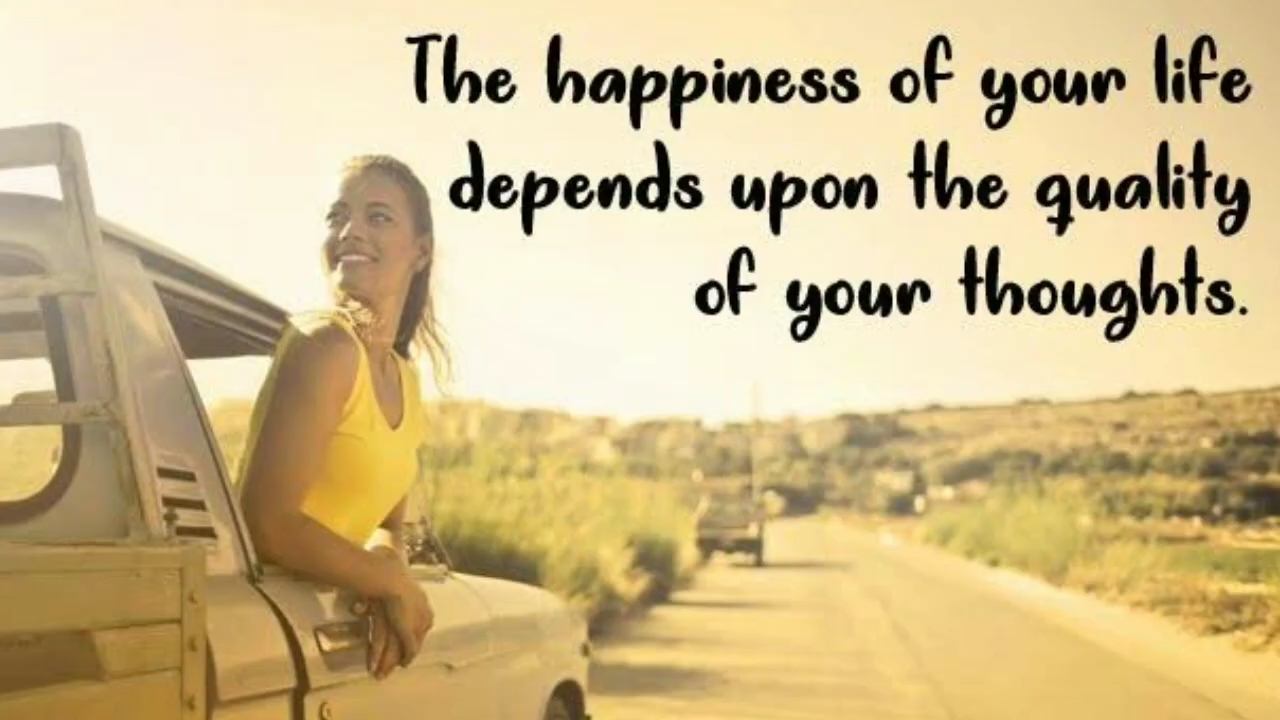 The happiness of your life
depends upon the quality
of your thoughts.